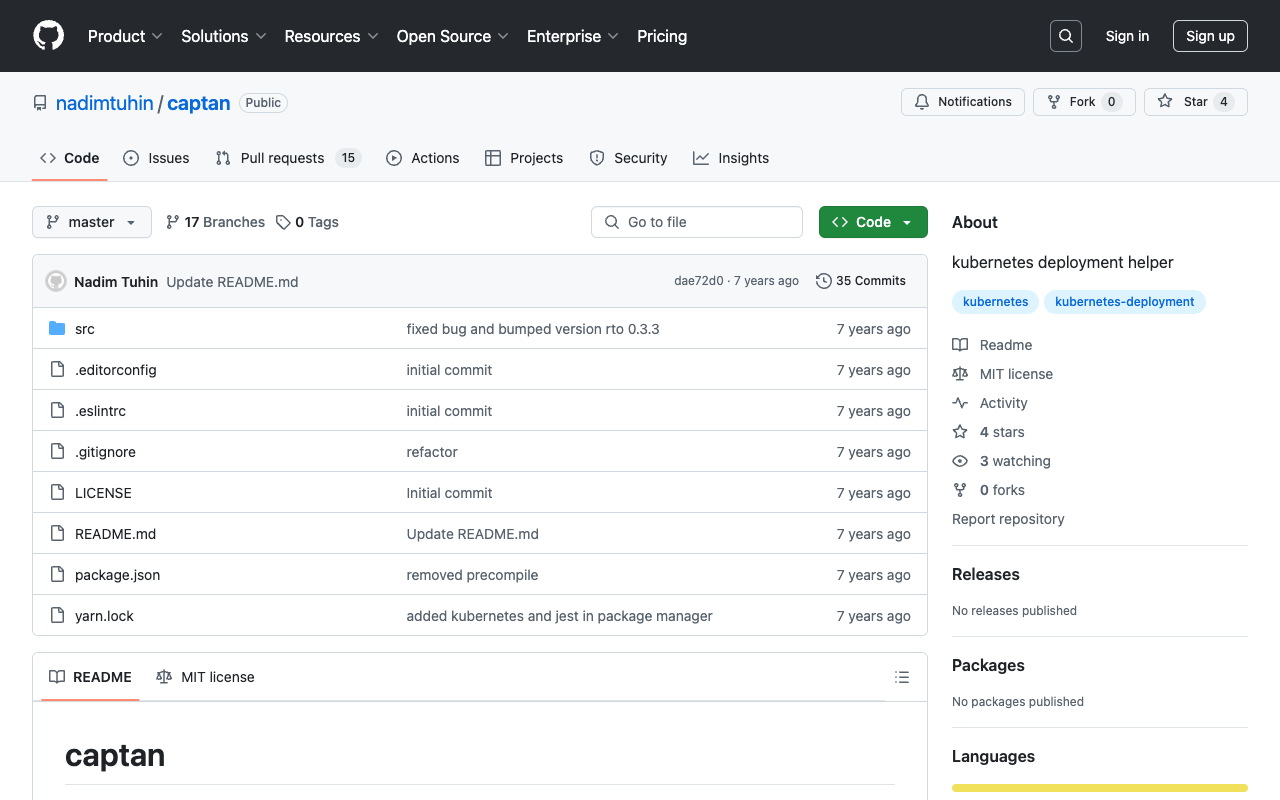 Product Solutions Resources Open Source Enterprise Pricing Sign in Sign up
nadimtuhin / captan Public Notifications Fork 0 Star 4
Code Issues Pull requests 15 Actions Projects Security Insights
master 17 Branches 0 Tags Go to file Code
Nadim Tuhin Update README.md dae72d0 · 7 years ago 35 Commits
src fixed bug and bumped version rto 0.3.3 7 years ago
.editorconfig initial commit 7 years ago
.eslintrc initial commit 7 years ago
.gitignore refactor 7 years ago
LICENSE Initial commit 7 years ago
README.md Update README.md 7 years ago
package.json removed precompile 7 years ago
yarn.lock added kubernetes and jest in package manager 7 years ago
README MIT license
captan
About
kubernetes deployment helper
kubernetes kubernetes-deployment
Readme
MIT license
Activity
4 stars
3 watching
0 forks
Report repository
Releases
No releases published
Packages
No packages published
Languages